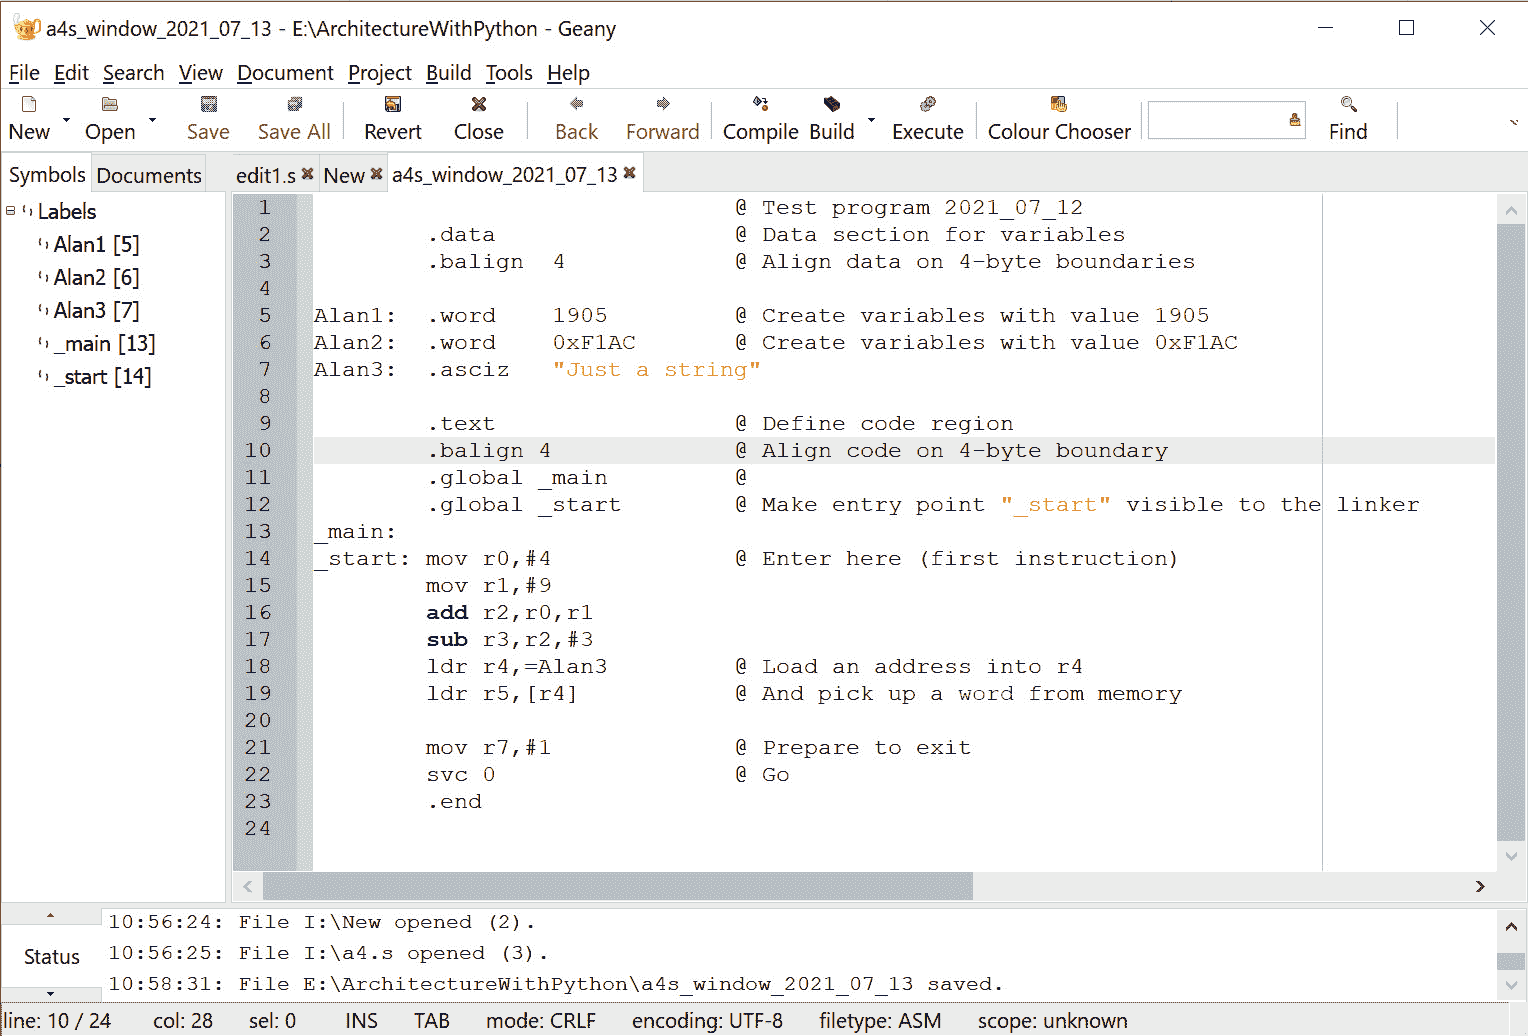 a4s_window_2021_07_13 - E:\ArchitectureWithPython - Geany
File Edit Search View Document Project Build Tools Help
New Open Save Save All Revert Close Back Forward Compile Build Execute Colour Chooser Find
Symbols Documents edit1.s New a4s_window_2021_07_13
Labels
Alan1 [5]
Alan2 [6]
Alan3 [7]
_main [13]
_start [14]
1 @ Test program 2021_07_12
2 .data @ Data section for variables
3 .balign 4 @ Align data on 4-byte boundaries
4
5 Alan1: .word 1905 @ Create variables with value 1905
6 Alan2: .word 0xF1AC @ Create variables with value 0xF1AC
7 Alan3: .asciz "Just a string"
8
9 .text @ Define code region
10 .balign 4 @ Align code on 4-byte boundary
11 .global _main @
12 .global _start @ Make entry point "_start" visible to the linker
13 _main:
14 _start: mov r0,#4 @ Enter here (first instruction)
15 mov r1,#9
16 add r2,r0,r1
17 sub r3,r2,#3
18 ldr r4,=Alan3 @ Load an address into r4
19 ldr r5,[r4] @ And pick up a word from memory
20
21 mov r7,#1 @ Prepare to exit
22 svc 0 @ Go
23 .end
24
Status
10:56:24: File I:\New opened (2).
10:56:25: File I:\a4.s opened (3).
10:58:31: File E:\ArchitectureWithPython\a4s_window_2021_07_13 saved.
line: 10 / 24 col: 28 sel: 0 INS TAB mode: CRLF encoding: UTF-8 filetype: ASM scope: unknown